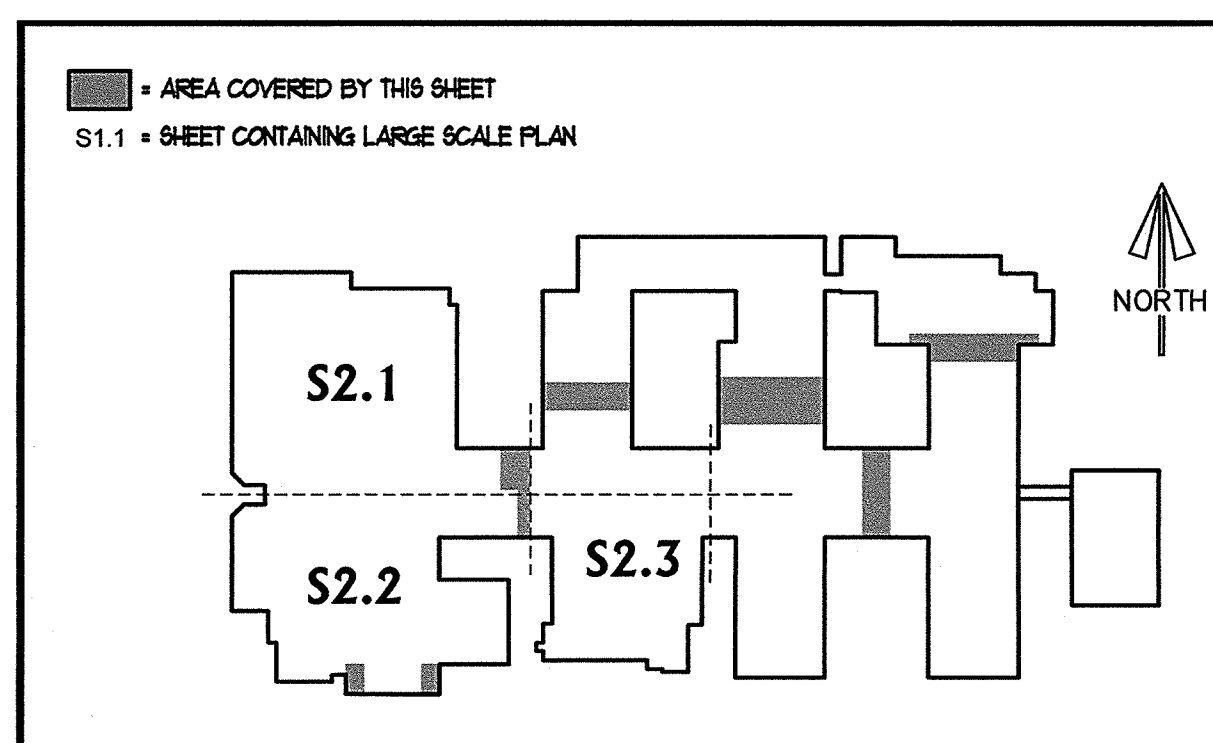 = AREA COVERED BY THIS SHEET
S1.1 = SHEET CONTAINING LARGE SCALE PLAN
NORTH
S2.1
S2.3
S2.2